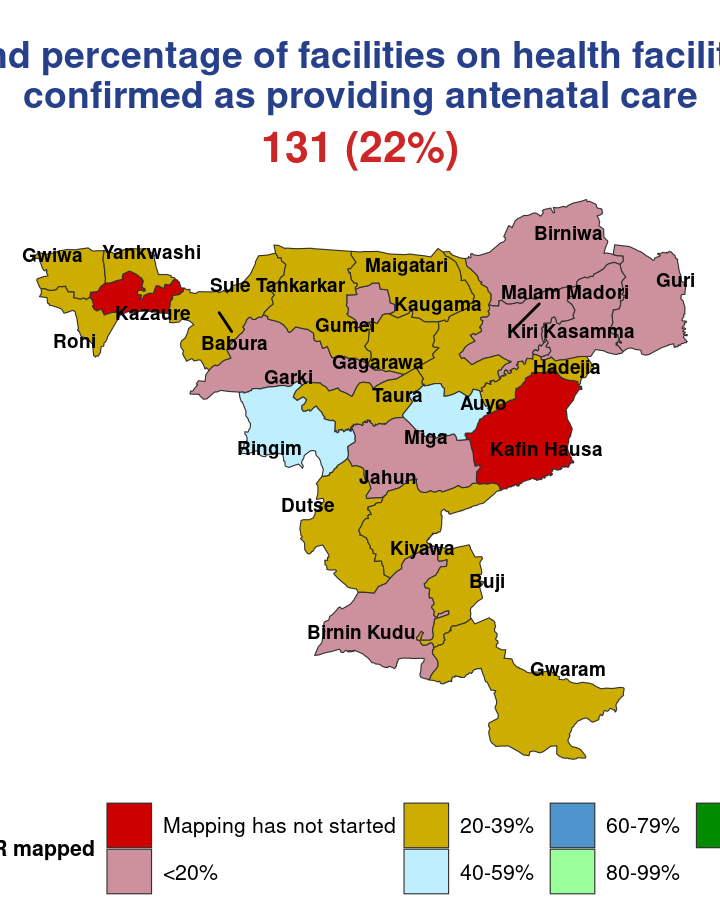 nd percentage of facilities on health facilit
confirmed as providing antenatal care
131 (22%)
Birniwa
Gwiwa
Yankwashi
Maigatari
Guri
Sule Tankarkar
Malam Madori
Kaugama
Kazaure
Gumel
Kiri Kasamma
Roni
Babura
Gagarawa
Hadejia
Garki
Taura
Auyo
Miga
Ringim
Kafin Hausa
Jahun
Dutse
Kiyawa
Buji
Birnin Kudu
Gwaram
R mapped
Mapping has not started
20-39%
60-79%
<20%
40-59%
80-99%